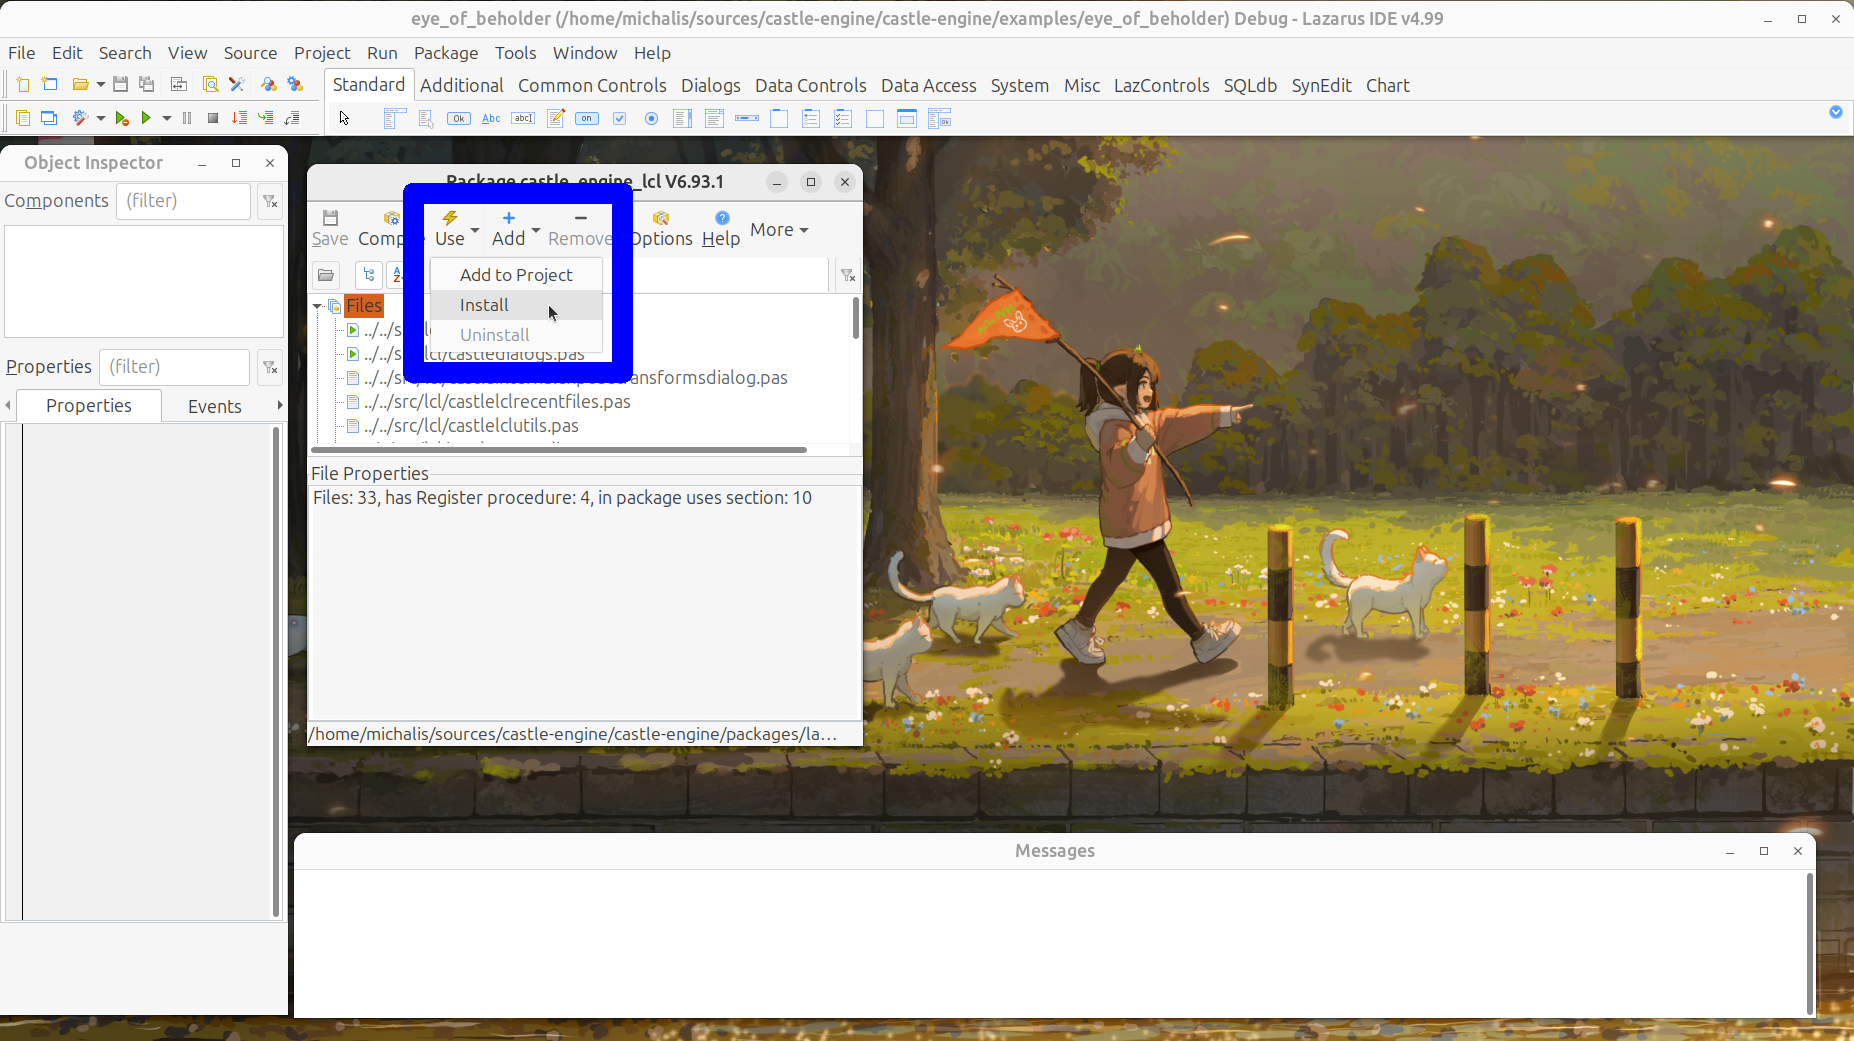 eye_of_beholder (/home/michalis/sources/castle-engine/castle-engine/examples/eye_of_beholder) Debug - Lazarus IDE v4.99
File Edit Search View Source Project Run Package Tools Window Help
Standard Additional Common Controls Dialogs Data Controls Data Access System Misc LazControls SQLdb SynEdit Chart
Ok Abc abcI on
Object Inspector
Components (filter)
Properties (filter)
Properties Events
Package castle_engine_lcl V6.93.1
Save Comp Use Add Remove Options Help More
Add to Project
Install
Uninstall
Files
../../s
../../src/lcl/castledialogs.pas
ansformsdialog.pas
../../src/lcl/castlelclrecentfiles.pas
../../src/lcl/castlelclutils.pas
File Properties
Files: 33, has Register procedure: 4, in package uses section: 10
/home/michalis/sources/castle-engine/castle-engine/packages/la...
Messages